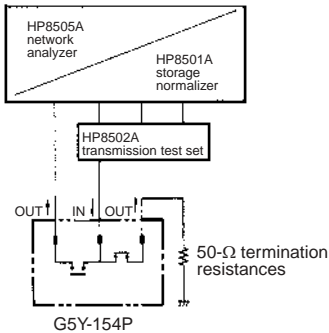 HP8505A
network
analyzer
HP8501A
storage
normalizer
HP8502A
transmission test set
OUT IN OUT
50-Ω termination
resistances
G5Y-154P